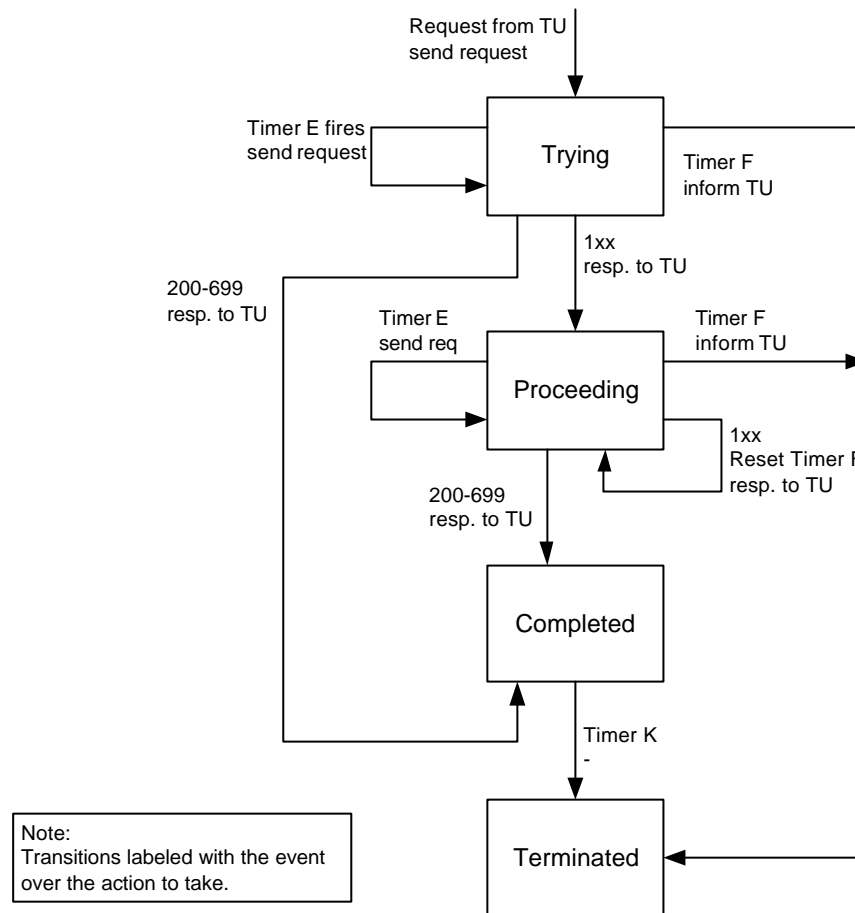 Request from TU
send request
Timer E fires
send request
Trying
Timer F
inform TU
1xx
resp. to TU
200-699
resp. to TU
Timer E
send req
Timer F
inform TU
Proceeding
1xx
Reset Timer F
resp. to TU
200-699
resp. to TU
Completed
Timer K
-
Note:
Transitions labeled with the event
over the action to take.
Terminated